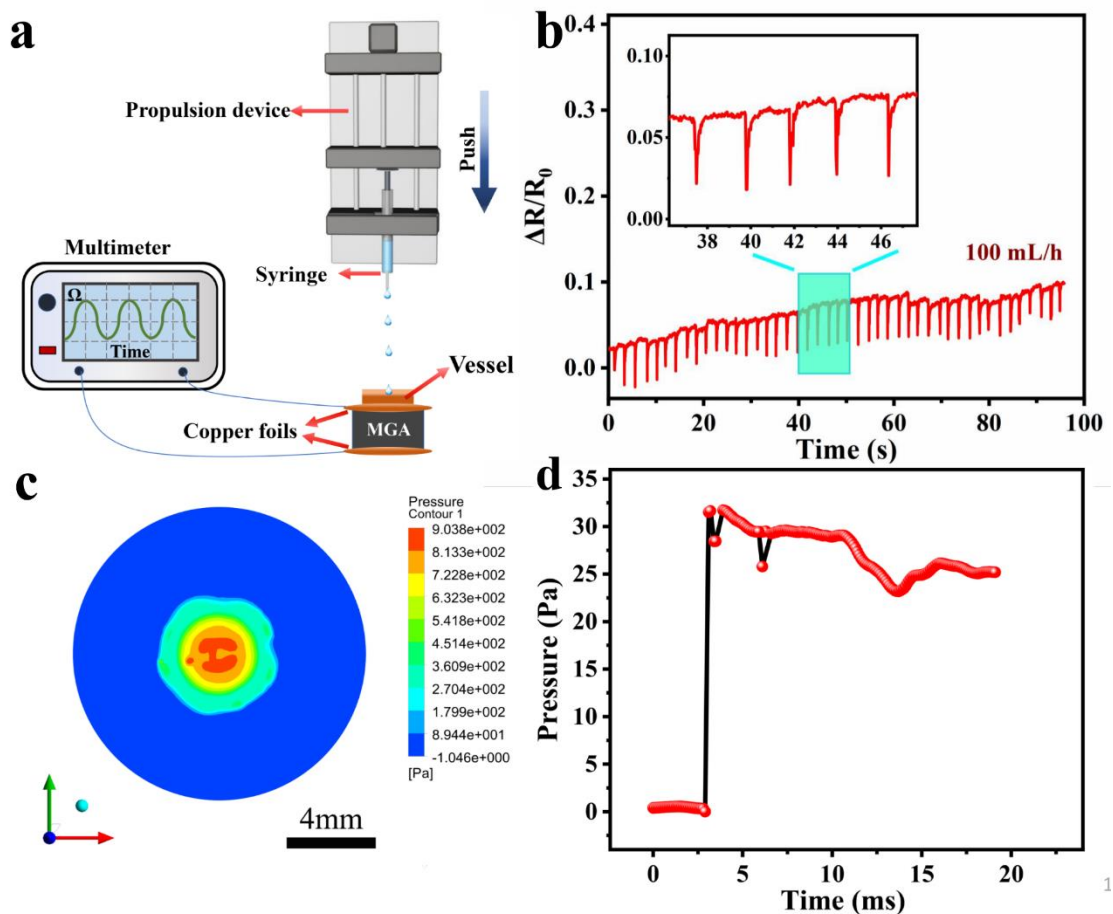 a
Propulsion device
Push
Multimeter
Syringe
Ω
Time
Vessel
Copper foils
MGA
b
0.4
0.3
0.2
0.1
0.0
ΔR/R₀
0.10
0.05
0.00
38 40 42 44 46
100 mL/h
0 20 40 60 80 100
Time (s)
c
Pressure
Contour 1
9.038e+002
8.133e+002
7.228e+002
6.323e+002
5.418e+002
4.514e+002
3.609e+002
2.704e+002
1.799e+002
8.944e+001
-1.046e+000
[Pa]
4mm
d
35
30
25
20
15
10
5
0
Pressure (Pa)
0 5 10 15 20
Time (ms)
1